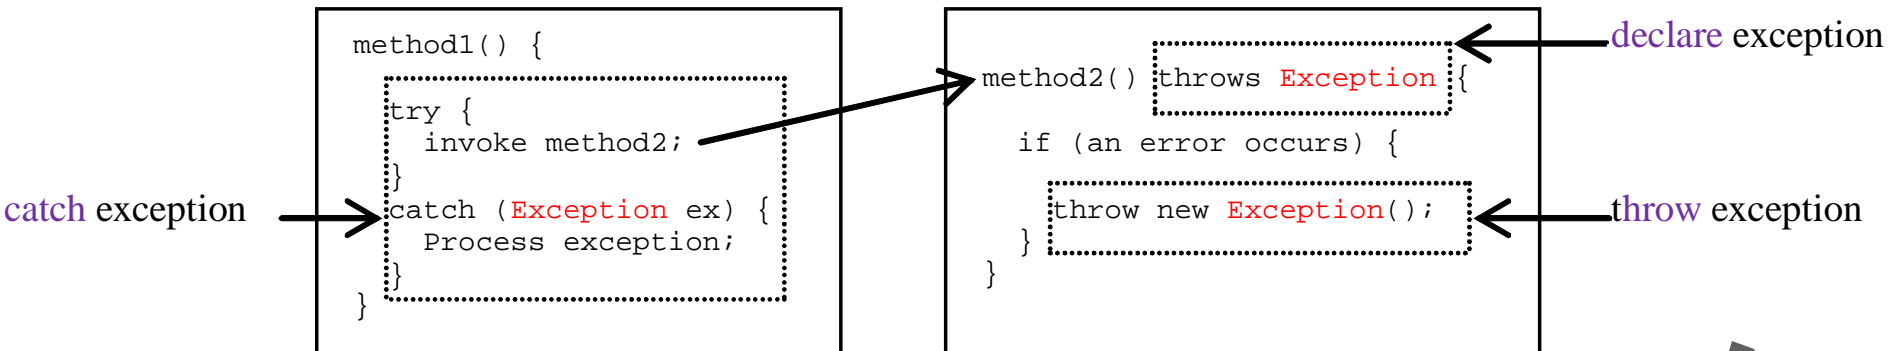 catch exception
method1() {
try {
invoke method2;
}
catch (Exception ex) {
Process exception;
}
}
method2() throws Exception {
if (an error occurs) {
throw new Exception();
}
}
declare exception
throw exception